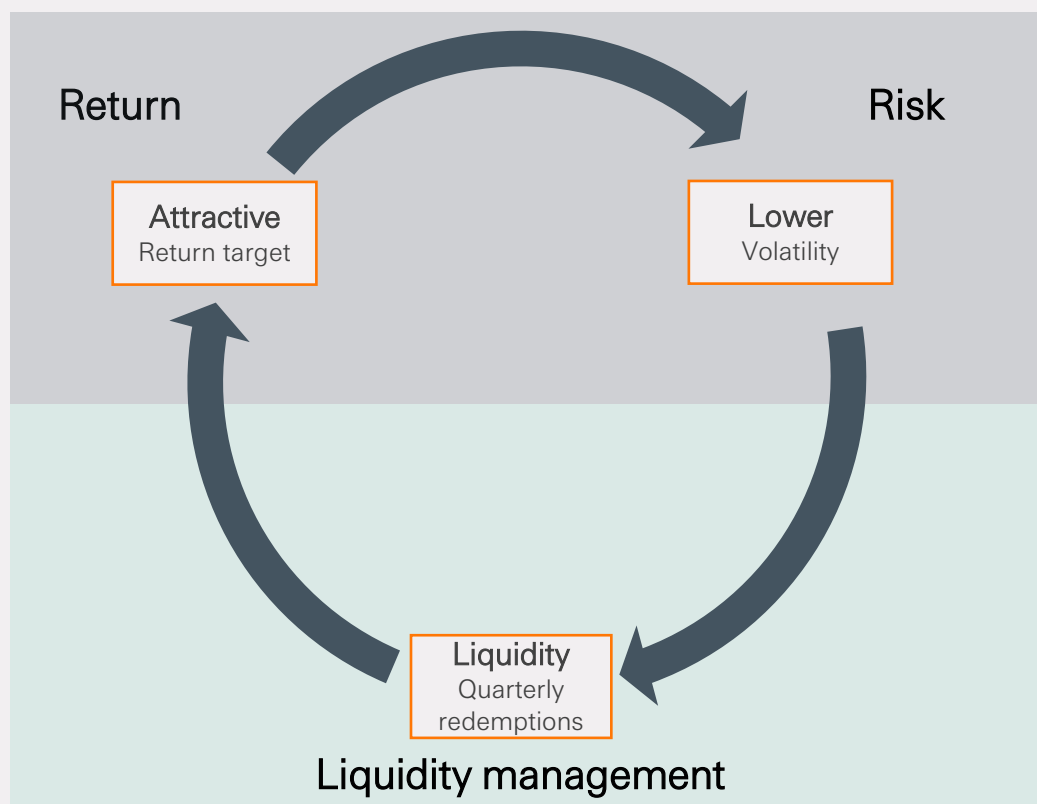 Return
Risk
Attractive
Return target
Lower
Volatility
Liquidity
Quarterly
redemptions
Liquidity management